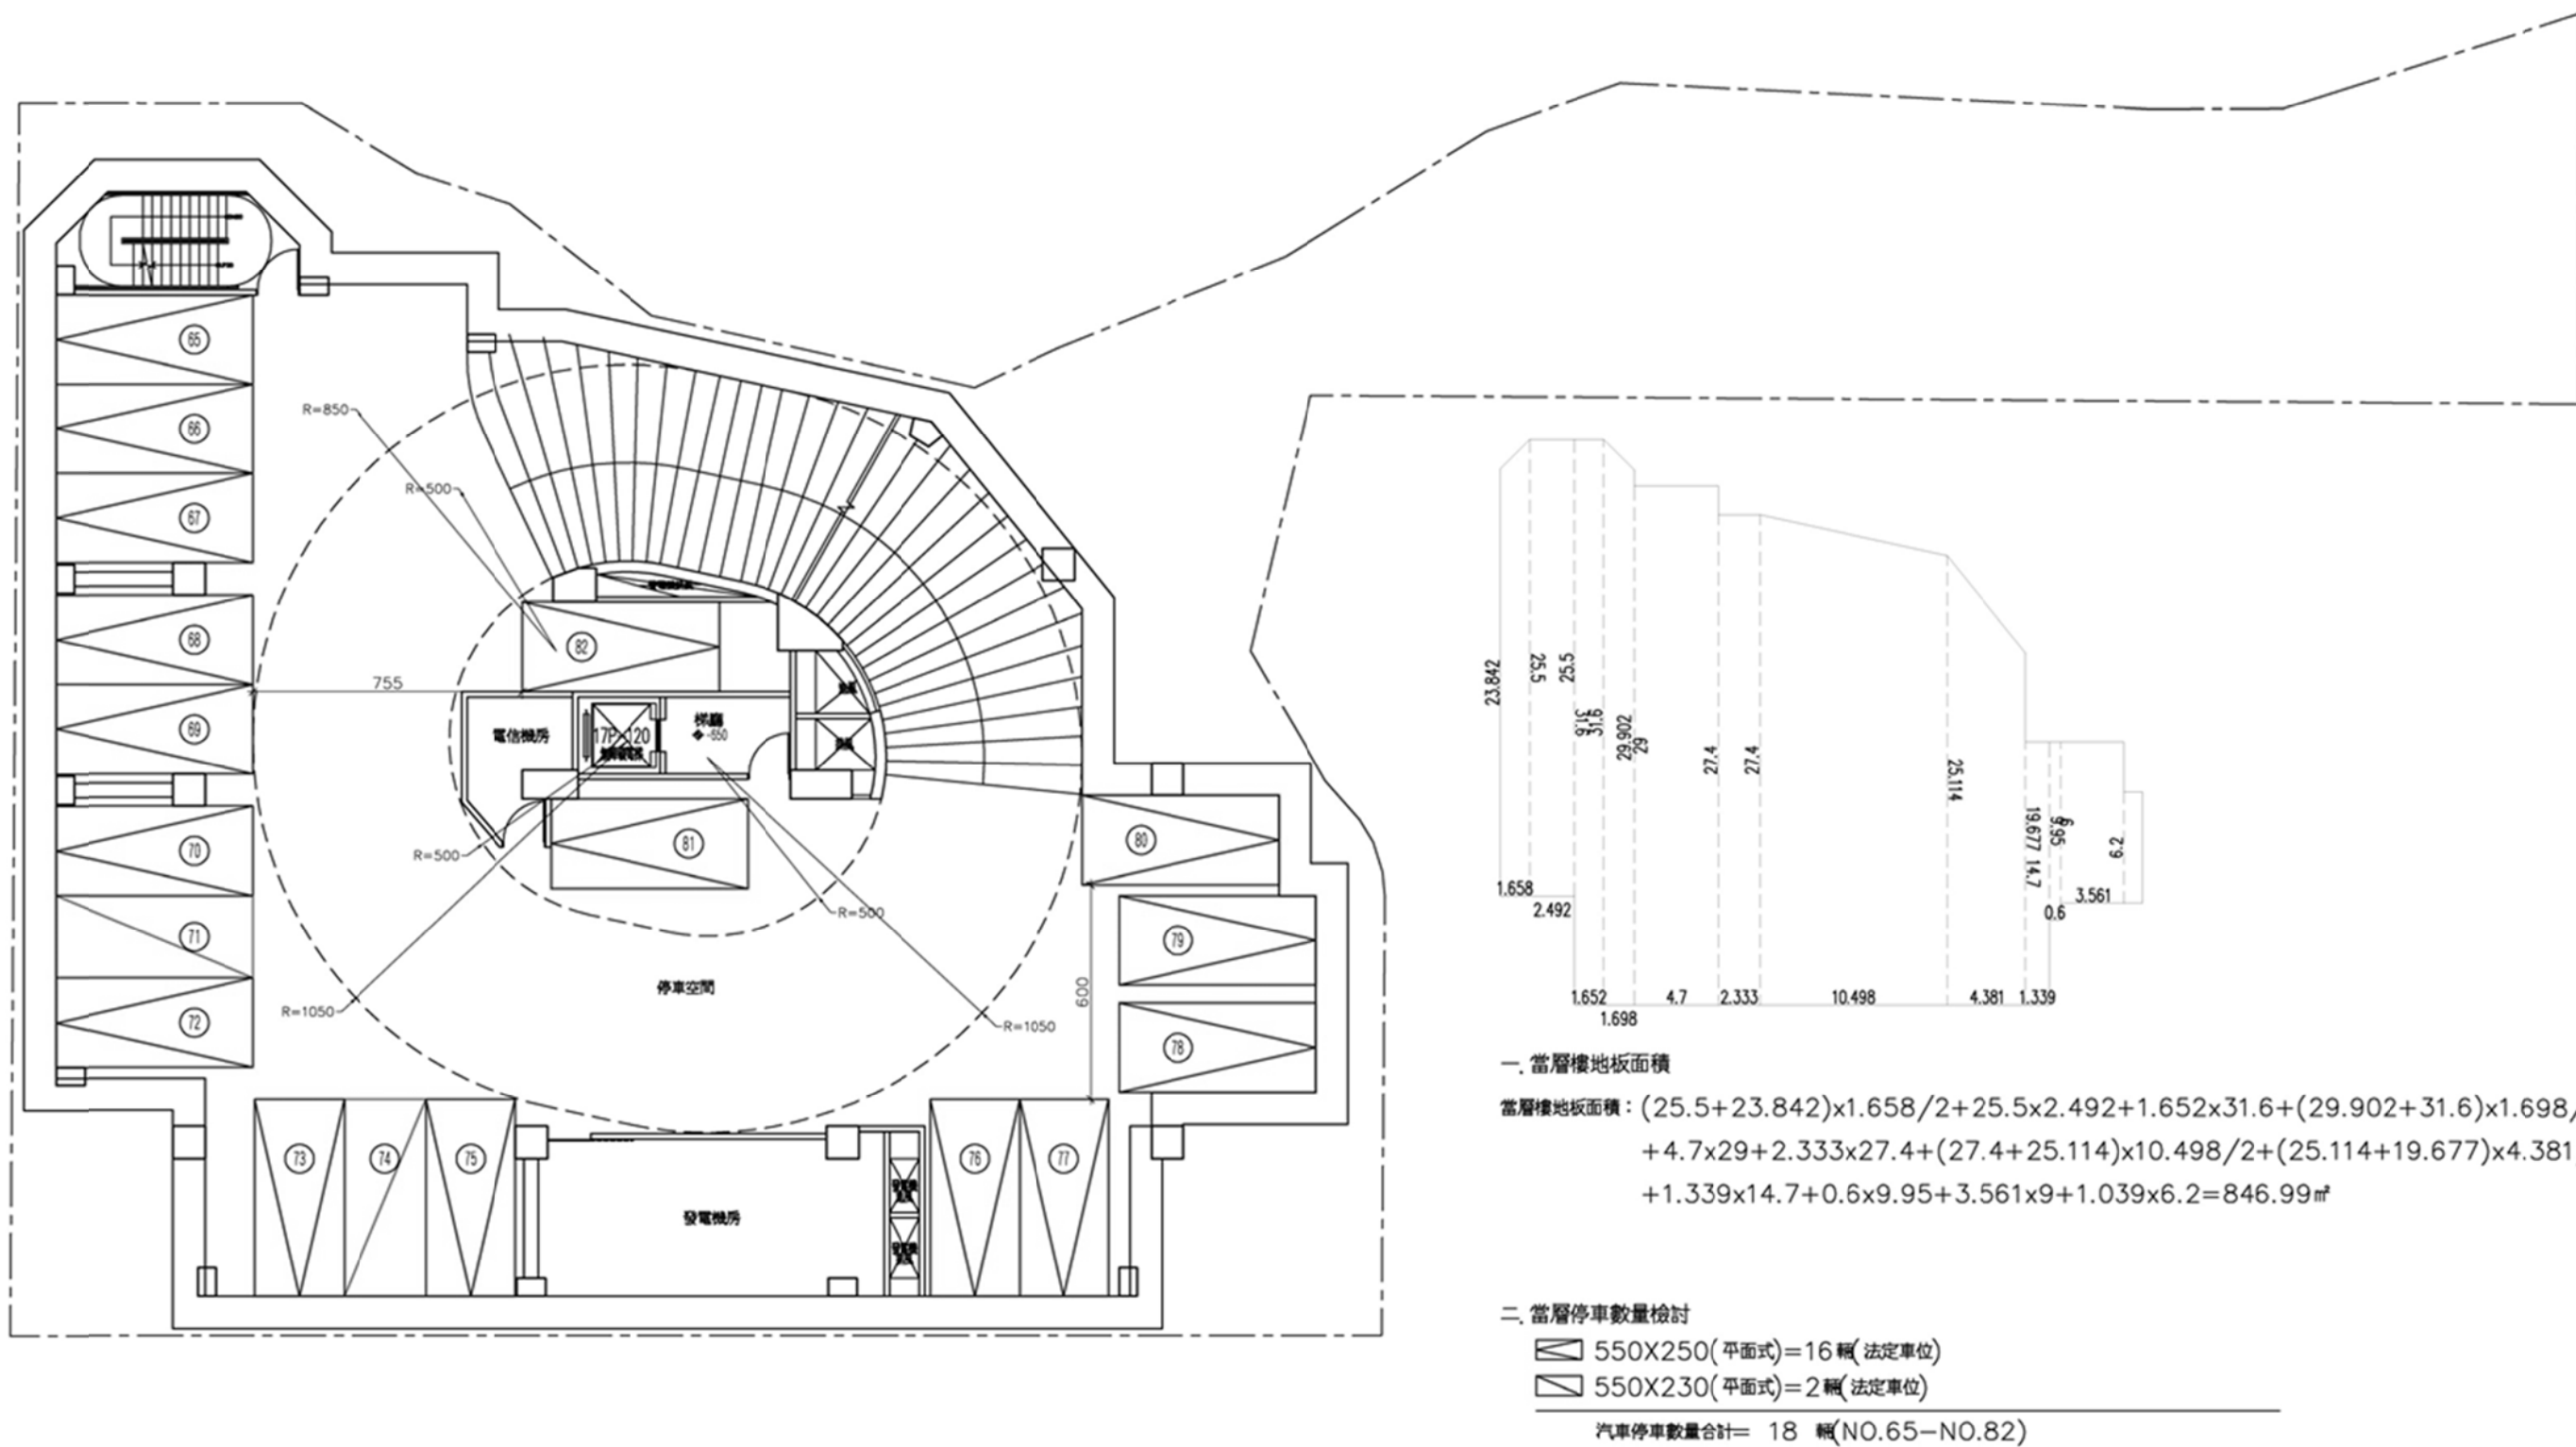 65
66
67
68
69
70
71
72
73
74
75
76
77
78
79
80
81
82
R=850
R=500
755
電信機房
17P-120
梯廳
-650
R=500
R=500
R=1050
R=1050
停車空間
600
發電機房
23.842
25.5
25.5
31.6
31.6
29.902
29
27.4
27.4
25.114
19.677
14.7
9.95
9
6.2
1.658
2.492
3.561
0.6
1.652
4.7
2.333
10.498
4.381
1.339
1.698
一. 當層樓地板面積
當層樓地板面積：(25.5+23.842)x1.658/2+25.5x2.492+1.652x31.6+(29.902+31.6)x1.698/
+4.7x29+2.333x27.4+(27.4+25.114)x10.498/2+(25.114+19.677)x4.381
+1.339x14.7+0.6x9.95+3.561x9+1.039x6.2=846.99㎡
二. 當層停車數量檢討
550X250(平面式)=16輛(法定車位)
550X230(平面式)=2輛(法定車位)
汽車停車數量合計= 18 輛(NO.65-NO.82)